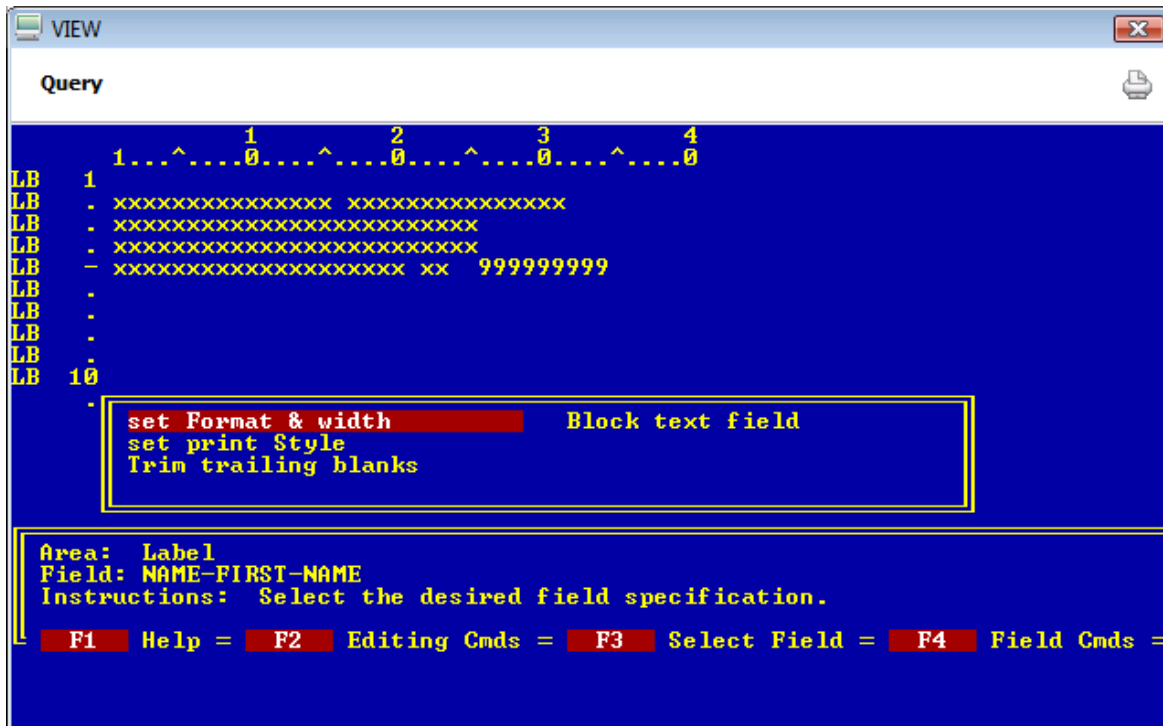 VIEW
Query
1 2 3 4
1...^....0....^....0....^....0....^....0
LB 1
LB . xxxxxxxxxxxxxxx xxxxxxxxxxxxxxx
LB . xxxxxxxxxxxxxxxxxxxxxxxxx
LB . xxxxxxxxxxxxxxxxxxxxxxxxx
LB - xxxxxxxxxxxxxxxxxxxx xx 999999999
LB .
LB .
LB .
LB .
LB 10
.
set Format & width Block text field
set print Style
Trim trailing blanks
Area: Label
Field: NAME-FIRST-NAME
Instructions: Select the desired field specification.
F1 Help = F2 Editing Cmds = F3 Select Field = F4 Field Cmds =